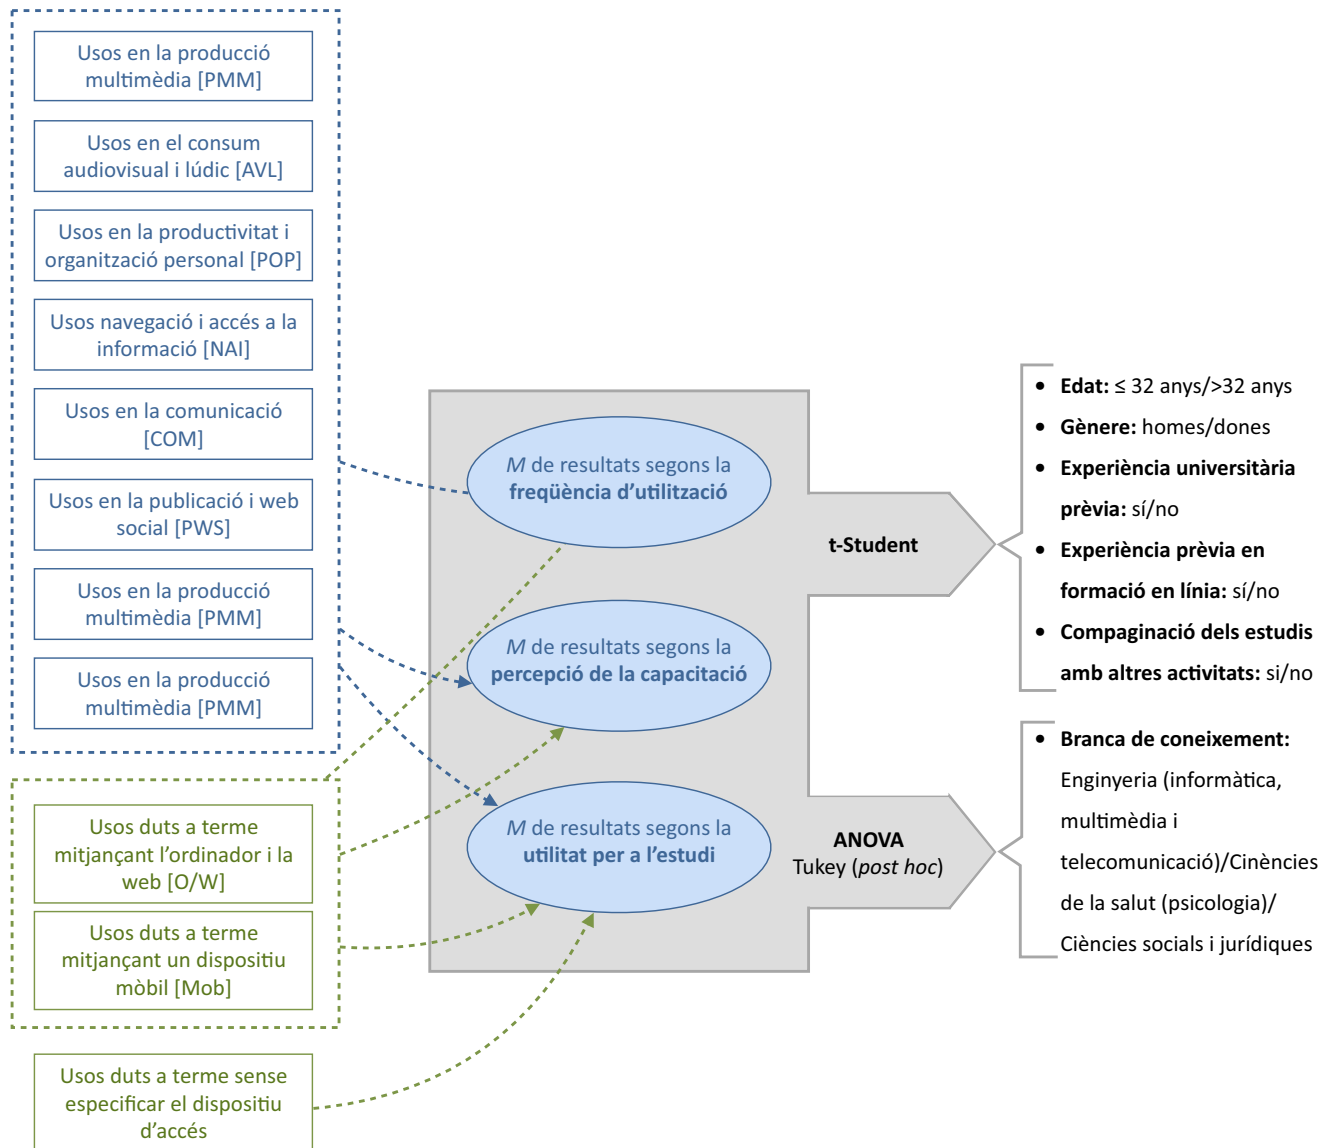 Usos en la producció
multimèdia [PMM]
Usos en el consum
audiovisual i lúdic [AVL]
Usos en la productivitat i
organització personal [POP]
Usos navegació i accés a la
informació [NAI]
Usos en la comunicació
[COM]
Usos en la publicació i web
social [PWS]
Usos en la producció
multimèdia [PMM]
Usos en la producció
multimèdia [PMM]
Usos duts a terme
mitjançant l’ordinador i la
web [O/W]
Usos duts a terme
mitjançant un dispositiu
mòbil [Mob]
Usos duts a terme sense
especificar el dispositiu
d’accés
M de resultats segons la
freqüència d’utilització
M de resultats segons la
percepció de la capacitació
M de resultats segons la
utilitat per a l’estudi
t-Student
ANOVA
Tukey (post hoc)
• Edat: ≤ 32 anys/>32 anys
• Gènere: homes/dones
• Experiència universitària
prèvia: sí/no
• Experiència prèvia en
formació en línia: sí/no
• Compaginació dels estudis
amb altres activitats: si/no
• Branca de coneixement:
Enginyeria (informàtica,
multimèdia i
telecomunicació)/Cinències
de la salut (psicologia)/
Ciències socials i jurídiques